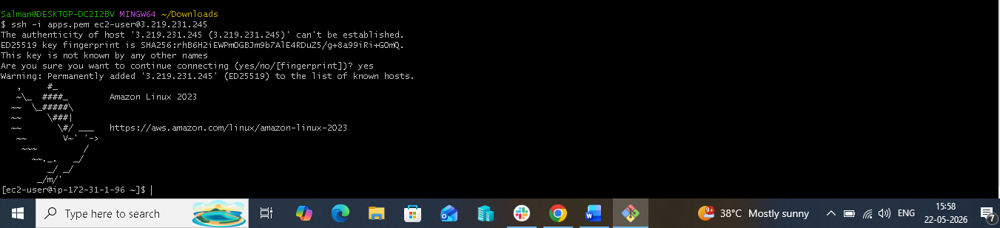 Salman@DESKTOP-DC2I2BV MINGW64 ~/Downloads
$ ssh -i apps.pem ec2-user@3.219.231.245
The authenticity of host '3.219.231.245 (3.219.231.245)' can't be established.
ED25519 key fingerprint is SHA256:rhB6H2iEWPmOGBJm9b7AlE4RDuZ5/g+8a99iRi+GOmQ.
This key is not known by any other names
Are you sure you want to continue connecting (yes/no/[fingerprint])? yes
Warning: Permanently added '3.219.231.245' (ED25519) to the list of known hosts.
   ,     #_
   ~\_  ####_        Amazon Linux 2023
  ~~  \_#####\
  ~~     \###|
  ~~       \#/ ___   https://aws.amazon.com/linux/amazon-linux-2023
   ~~       V~' '->
    ~~~         /
      ~~._.   _/
         _/ _/
       _/m/'
[ec2-user@ip-172-31-1-96 ~]$
Type here to search
9+
38°C Mostly sunny
ENG
15:58
22-05-2026
7